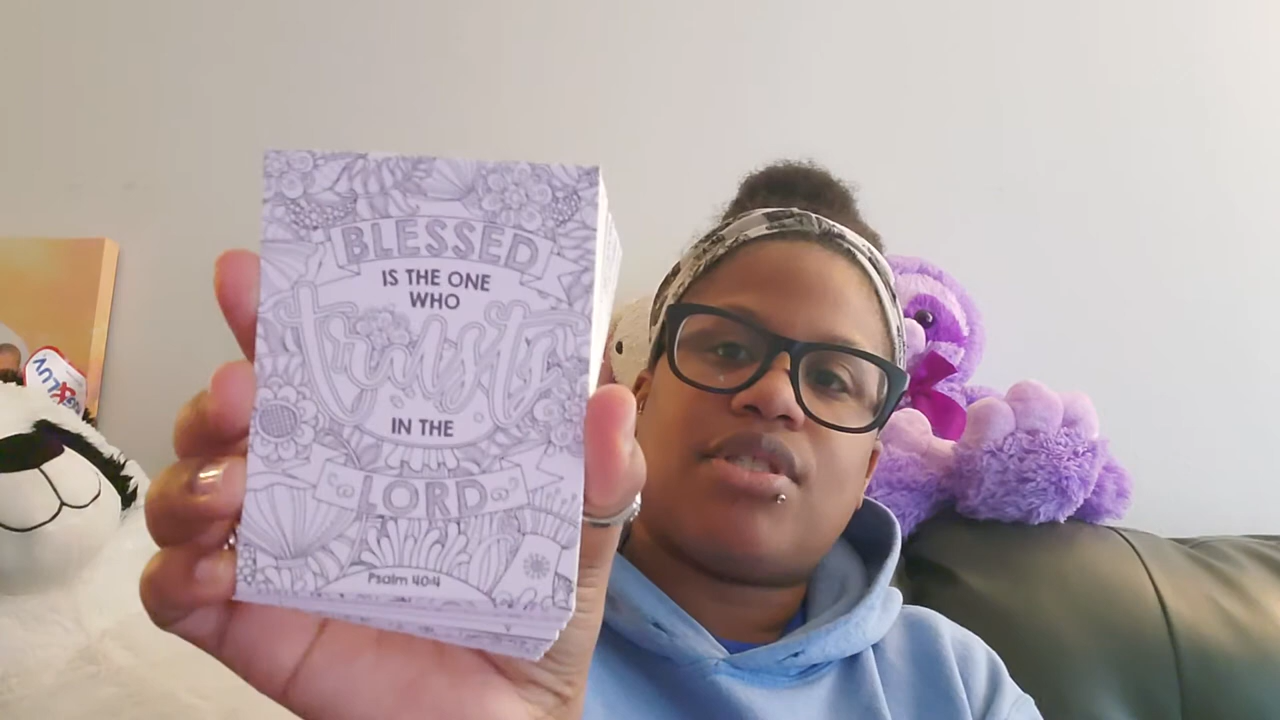 BLESSED
IS THE ONE
WHO
trusts
IN THE
LORD
Psalm 40:4